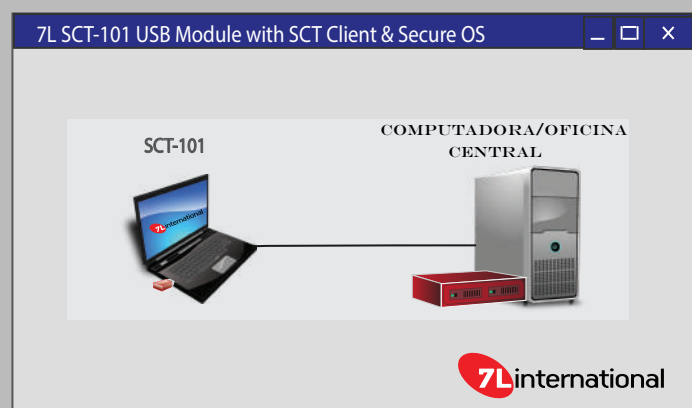 7L SCT-101 USB Module with SCT Client & Secure OS
SCT-101
COMPUTADORA/OFICINA
CENTRAL
7Linternational
7Linternational